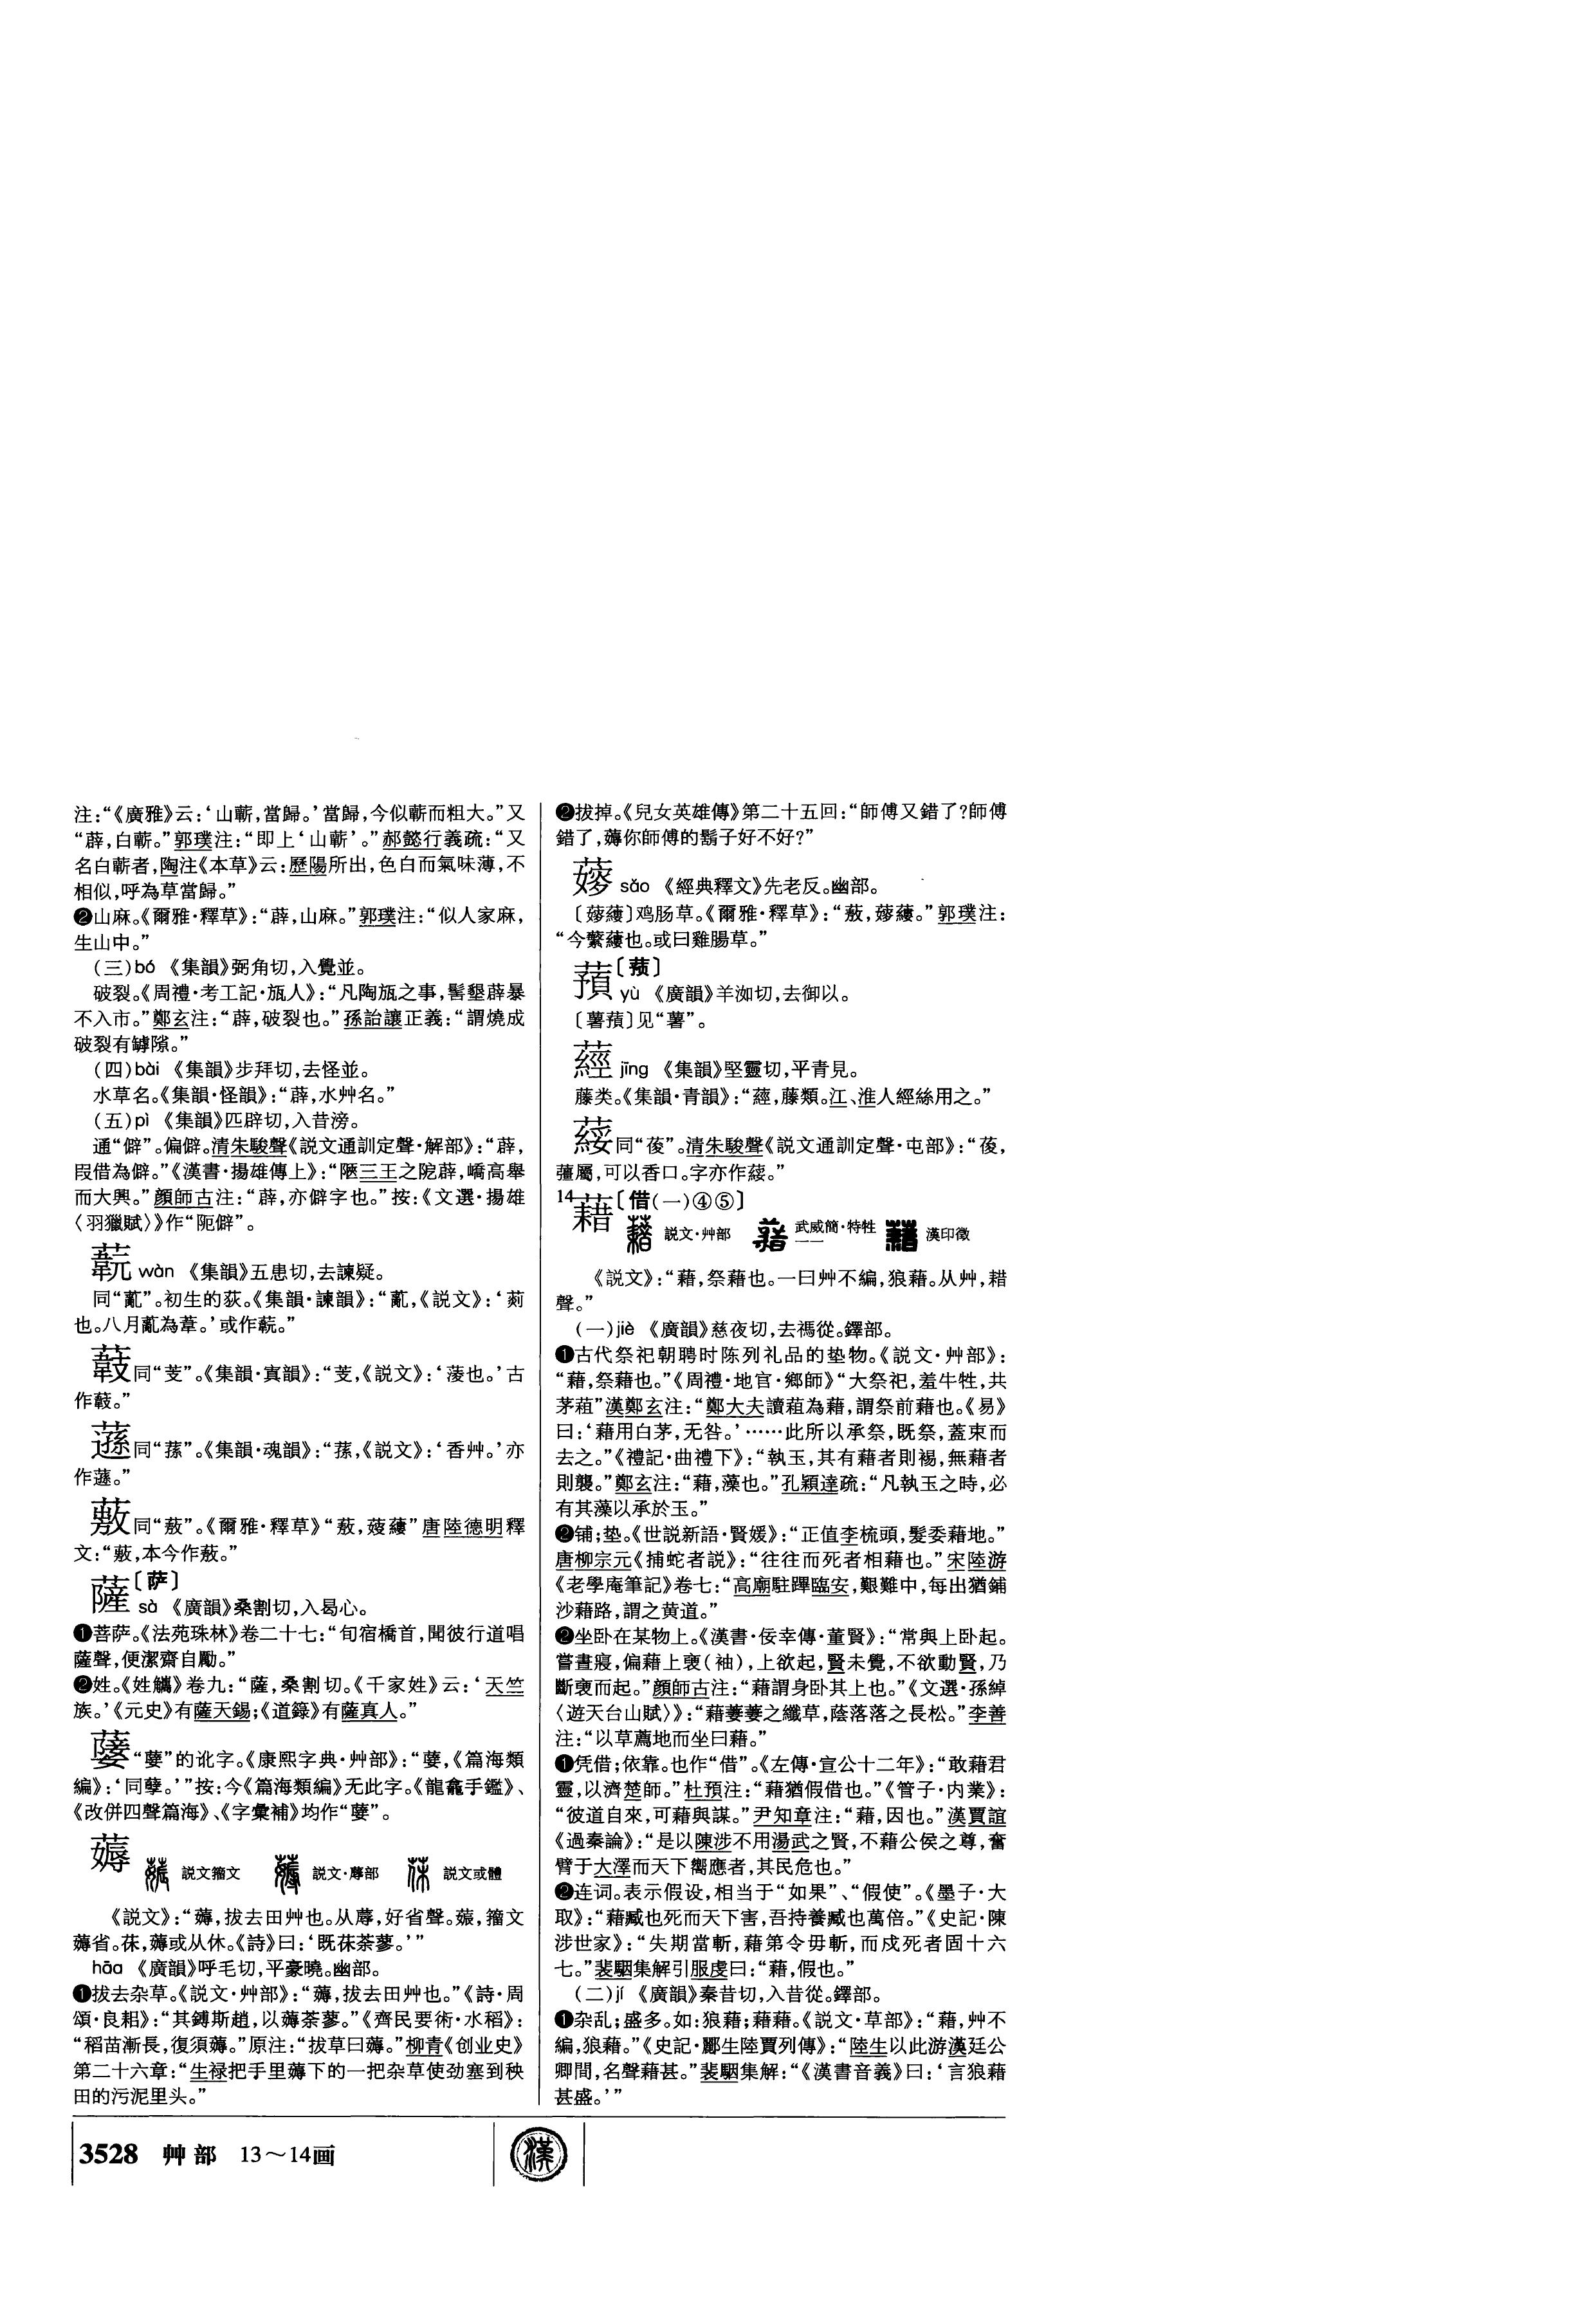 注：“《廣雅》云：‘山蘄，當歸。’當歸，今似蘄而粗大。”又
“薜，白蘄。”郭璞注：“即上‘山蘄’。”郝懿行義疏：“又
名白蘄者，陶注《本草》云：歷陽所出，色白而氣味薄，不
相似，呼為草當歸。”
❷山麻。《爾雅·釋草》：“薜，山麻。”郭璞注：“似人家麻，
生山中。”
（三）bó 《集韻》弼角切，入覺並。
破裂。《周禮·考工記·瓬人》：“凡陶瓬之事，髻墾薜暴
不入市。”鄭玄注：“薜，破裂也。”孫詒讓正義：“謂燒成
破裂有罅隙。”
（四）bài 《集韻》步拜切，去怪並。
水草名。《集韻·怪韻》：“薜，水艸名。”
（五）pì 《集韻》匹辟切，入昔滂。
通“僻”。偏僻。清朱駿聲《説文通訓定聲·解部》：“薜，
叚借為僻。”《漢書·揚雄傳上》：“陿三王之阸薜，嶠高舉
而大興。”顔師古注：“薜，亦僻字也。”按：《文選·揚雄
〈羽獵賦〉》作“阨僻”。
wàn 《集韻》五患切，去諫疑。
同“薍”。初生的荻。《集韻·諫韻》：“薍，《説文》：‘菼
也。八月薍為葦。’或作。”
同“芰”。《集韻·寘韻》：“芰，《説文》：‘蔆也。’古
作。”
薞同“蓀”。《集韻·魂韻》：“蓀，《説文》：‘香艸。’亦
作薞。”
同“蔜”。《爾雅·釋草》“蔜，䕅蔞”唐陸德明釋
文：“，本今作蔜。”
薩〔萨〕
sà 《廣韻》桑割切，入曷心。
❶菩萨。《法苑珠林》卷二十七：“旬宿橋首，聞彼行道唱
薩聲，便潔齋自勵。”
❷姓。《姓觿》卷九：“薩，桑割切。《千家姓》云：‘天竺
族。’《元史》有薩天錫；《道籙》有薩真人。”
“”的讹字。《康熙字典·艸部》：“，《篇海類
編》：‘同孽。’”按：今《篇海類編》无此字。《龍龕手鑑》、
《改併四聲篇海》、《字彙補》均作“”。
薅 説文籀文 説文·蓐部 説文或體
《説文》：“薅，拔去田艸也。从蓐，好省聲。，籀文
薅省。茠，薅或从休。《詩》曰：‘既茠荼蓼。’”
hāo 《廣韻》呼毛切，平豪曉。幽部。
❶拔去杂草。《説文·艸部》：“薅，拔去田艸也。”《詩·周
頌·良耜》：“其鎛斯趙，以薅荼蓼。”《齊民要術·水稻》：
“稻苗漸長，復須薅。”原注：“拔草曰薅。”柳青《创业史》
第二十六章：“生禄把手里薅下的一把杂草使劲塞到秧
田的污泥里头。”
❷拔掉。《兒女英雄傳》第二十五回：“師傅又錯了？師傅
錯了，薅你師傅的鬍子好不好？”
sǎo 《經典釋文》先老反。幽部。
〔䕅蔞〕鸡肠草。《爾雅·釋草》：“蔜，䕅蔞。”郭璞注：
“今蘩蔞也。或曰雞腸草。”
蕷〔蓣〕
yù 《廣韻》羊洳切，去御以。
〔薯蕷〕见“薯”。
jīng 《集韻》堅靈切，平青見。
藤类。《集韻·青韻》：“，藤類。江、淮人經絲用之。”
同“葰”。清朱駿聲《説文通訓定聲·屯部》：“葰，
薑屬，可以香口。字亦作。”
14藉〔借（一）④⑤〕
説文·艸部 武威簡·特牲 一一 漢印徵
《説文》：“藉，祭藉也。一曰艸不編，狼藉。从艸，耤
聲。”
（一）jiè 《廣韻》慈夜切，去禡從。鐸部。
❶古代祭祀朝聘时陈列礼品的垫物。《説文·艸部》：
“藉，祭藉也。”《周禮·地官·鄉師》“大祭祀，羞牛牲，共
茅蒩”漢鄭玄注：“鄭大夫讀蒩為藉，謂祭前藉也。《易》
曰：‘藉用白茅，无咎。’……此所以承祭，既祭，蓋束而
去之。”《禮記·曲禮下》：“執玉，其有藉者則裼，無藉者
則襲。”鄭玄注：“藉，藻也。”孔穎達疏：“凡執玉之時，必
有其藻以承於玉。”
❷铺；垫。《世説新語·賢媛》：“正值李梳頭，髮委藉地。”
唐柳宗元《捕蛇者説》：“往往而死者相藉也。”宋陸游
《老學庵筆記》卷七：“高廟駐蹕臨安，艱難中，每出猶鋪
沙藉路，謂之黄道。”
❷坐卧在某物上。《漢書·佞幸傳·董賢》：“常與上卧起。
嘗晝寢，偏藉上褏（袖），上欲起，賢未覺，不欲動賢，乃
斷褏而起。”顔師古注：“藉謂身卧其上也。”《文選·孫綽
〈遊天台山賦〉》：“藉萋萋之纖草，蔭落落之長松。”李善
注：“以草薦地而坐曰藉。”
❶凭借；依靠。也作“借”。《左傳·宣公十二年》：“敢藉君
靈，以濟楚師。”杜預注：“藉猶假借也。”《管子·内業》：
“彼道自來，可藉與謀。”尹知章注：“藉，因也。”漢賈誼
《過秦論》：“是以陳涉不用湯武之賢，不藉公侯之尊，奮
臂于大澤而天下嚮應者，其民危也。”
❷连词。表示假设，相当于“如果”、“假使”。《墨子·大
取》：“藉臧也死而天下害，吾持養臧也萬倍。”《史記·陳
涉世家》：“失期當斬，藉第令毋斬，而戍死者固十六
七。”裴駰集解引服虔曰：“藉，假也。”
（二）jí 《廣韻》秦昔切，入昔從。鐸部。
❶杂乱；盛多。如：狼藉；藉藉。《説文·草部》：“藉，艸不
編，狼藉。”《史記·酈生陸賈列傳》：“陸生以此游漢廷公
卿間，名聲藉甚。”裴駰集解：“《漢書音義》曰：‘言狼藉
甚盛。’”
3528 艸部 13～14画 漢